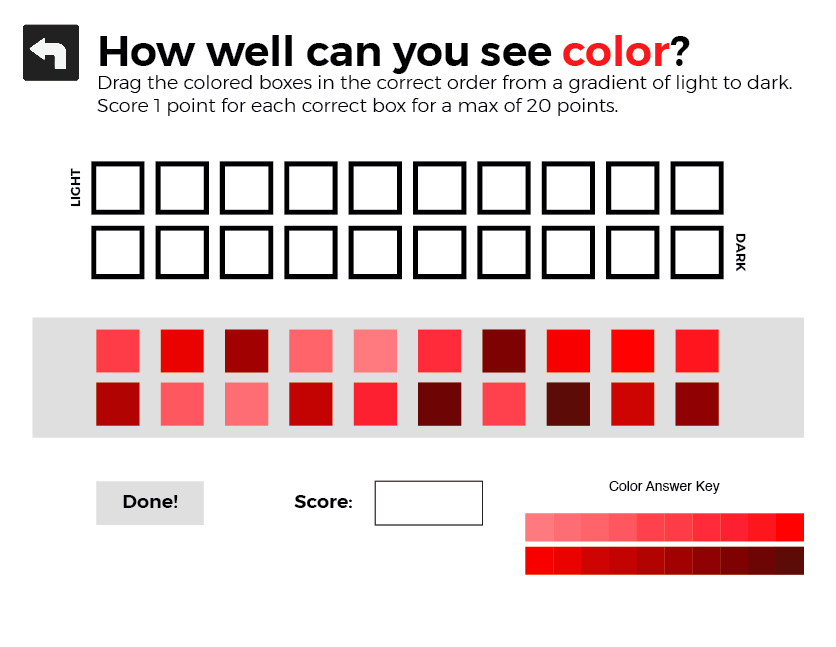 How well can you see color?
Drag the colored boxes in the correct order from a gradient of light to dark.
Score 1 point for each correct box for a max of 20 points.
LIGHT
DARK
Done!
Score:
Color Answer Key